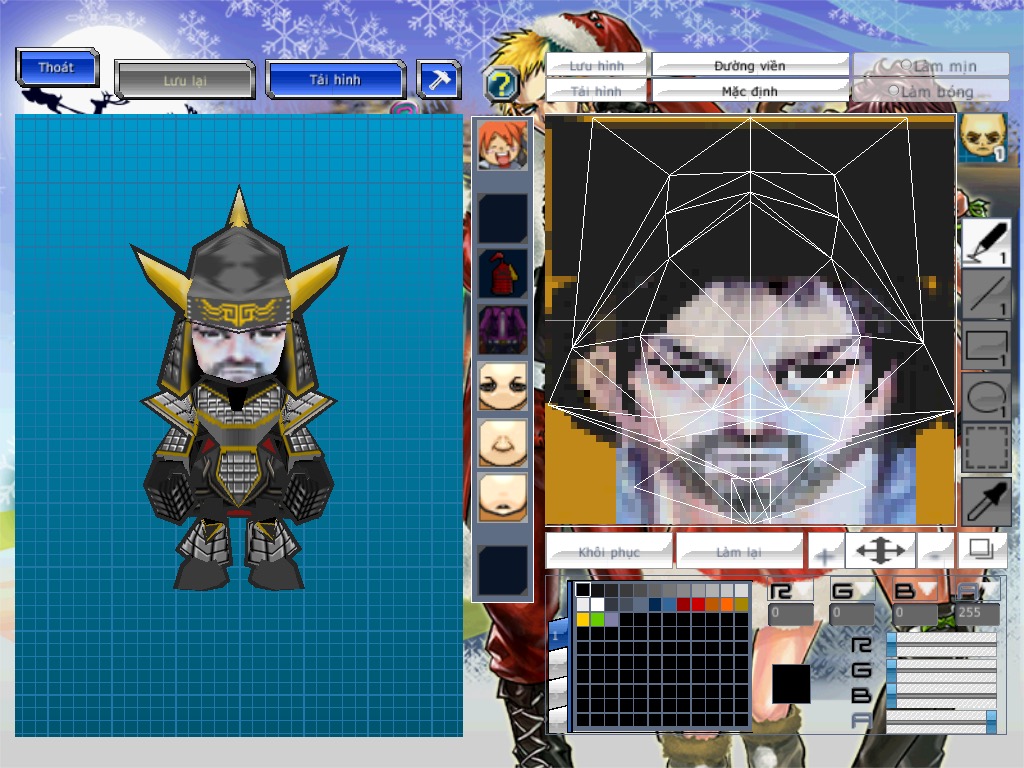 Thoát
Lưu lại
Tải hình
?
Lưu hình
Đường viền
Làm mịn
Tải hình
Mặc định
Làm bóng
1
1
1
1
1
Khôi phục
Làm lại
+
-
R G B A
0 0 0 255
1
R
G
B
A